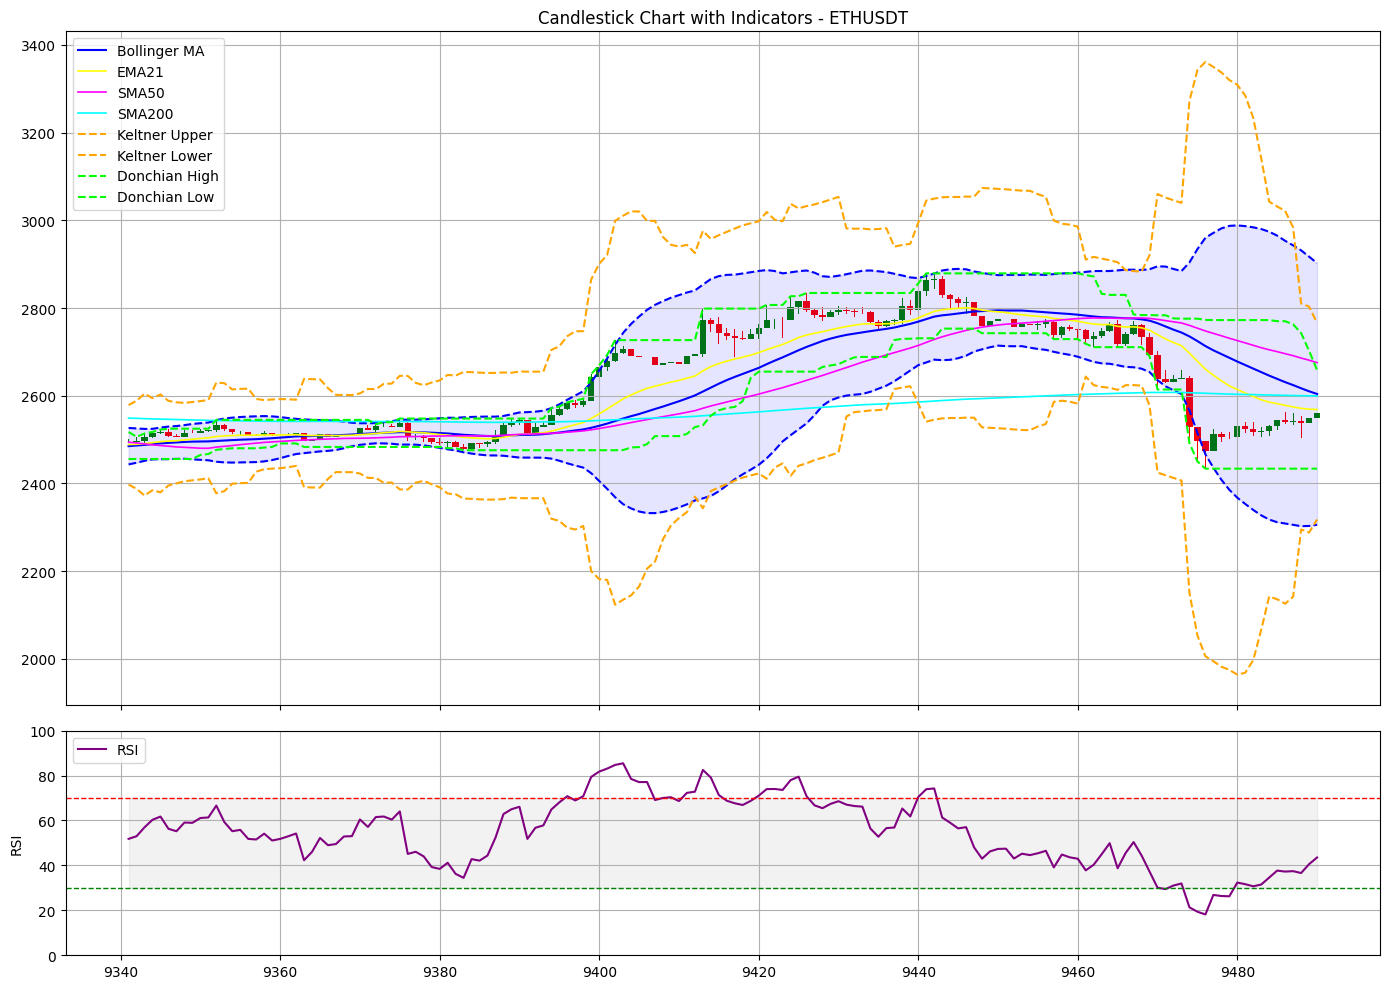 Candlestick Chart with Indicators - ETHUSDT
3400
3200
3000
2800
2600
2400
2200
2000
Bollinger MA
EMA21
SMA50
SMA200
Keltner Upper
Keltner Lower
Donchian High
Donchian Low
100
80
60
40
20
0
RSI
RSI
9340 9360 9380 9400 9420 9440 9460 9480